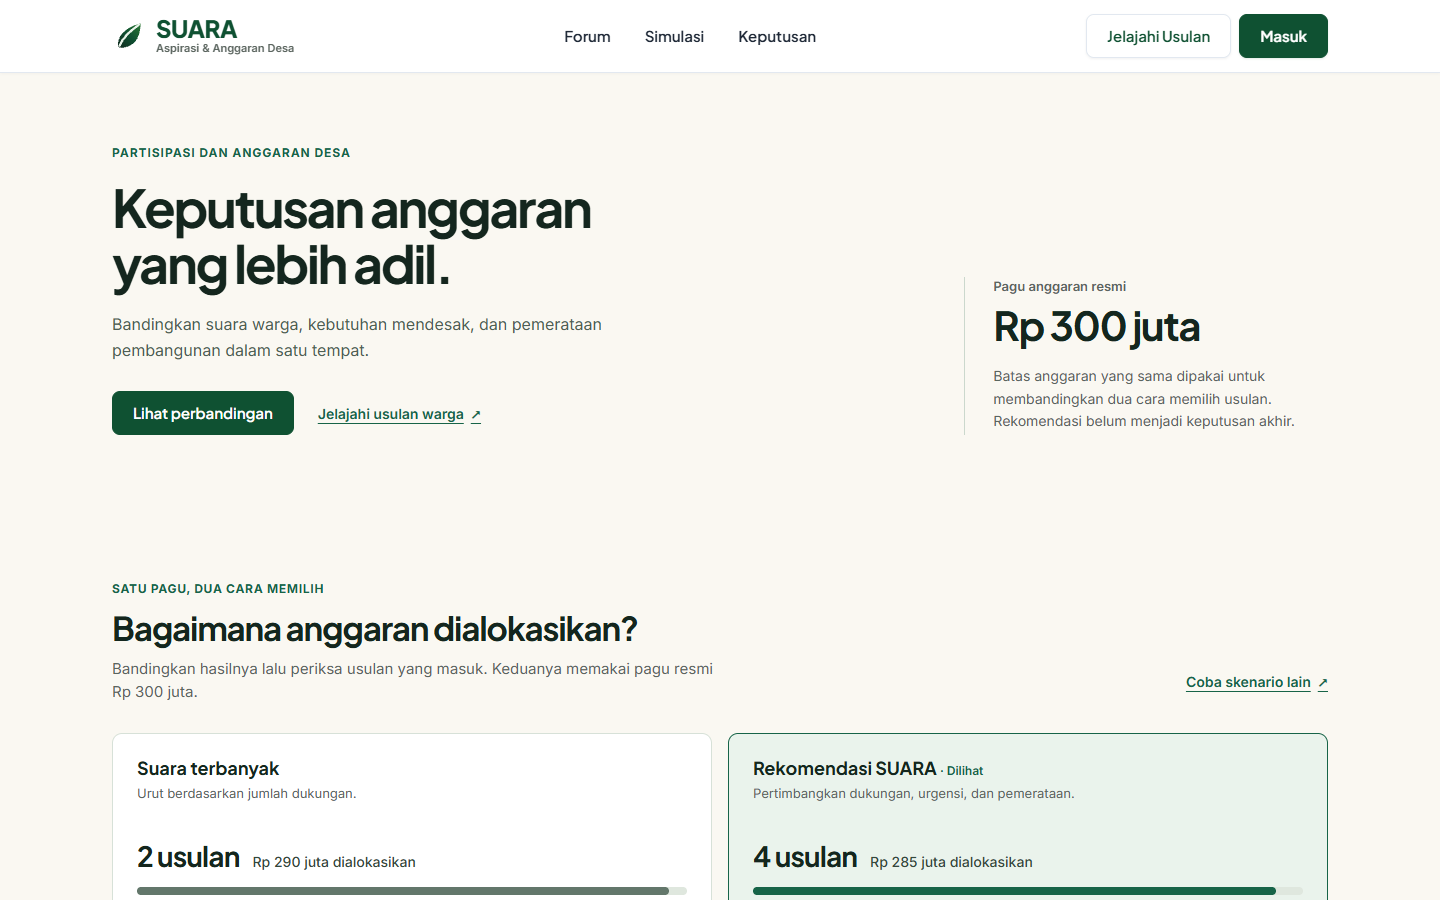 SUARA
Aspirasi & Anggaran Desa
Forum
Simulasi
Keputusan
Jelajahi Usulan
Masuk
PARTISIPASI DAN ANGGARAN DESA
Keputusan anggaran
yang lebih adil.
Bandingkan suara warga, kebutuhan mendesak, dan pemerataan
pembangunan dalam satu tempat.
Lihat perbandingan
Jelajahi usulan warga ↗
Pagu anggaran resmi
Rp 300 juta
Batas anggaran yang sama dipakai untuk
membandingkan dua cara memilih usulan.
Rekomendasi belum menjadi keputusan akhir.
SATU PAGU, DUA CARA MEMILIH
Bagaimana anggaran dialokasikan?
Bandingkan hasilnya lalu periksa usulan yang masuk. Keduanya memakai pagu resmi
Rp 300 juta.
Coba skenario lain ↗
Suara terbanyak
Urut berdasarkan jumlah dukungan.
2 usulan Rp 290 juta dialokasikan
Rekomendasi SUARA · Dilihat
Pertimbangkan dukungan, urgensi, dan pemerataan.
4 usulan Rp 285 juta dialokasikan